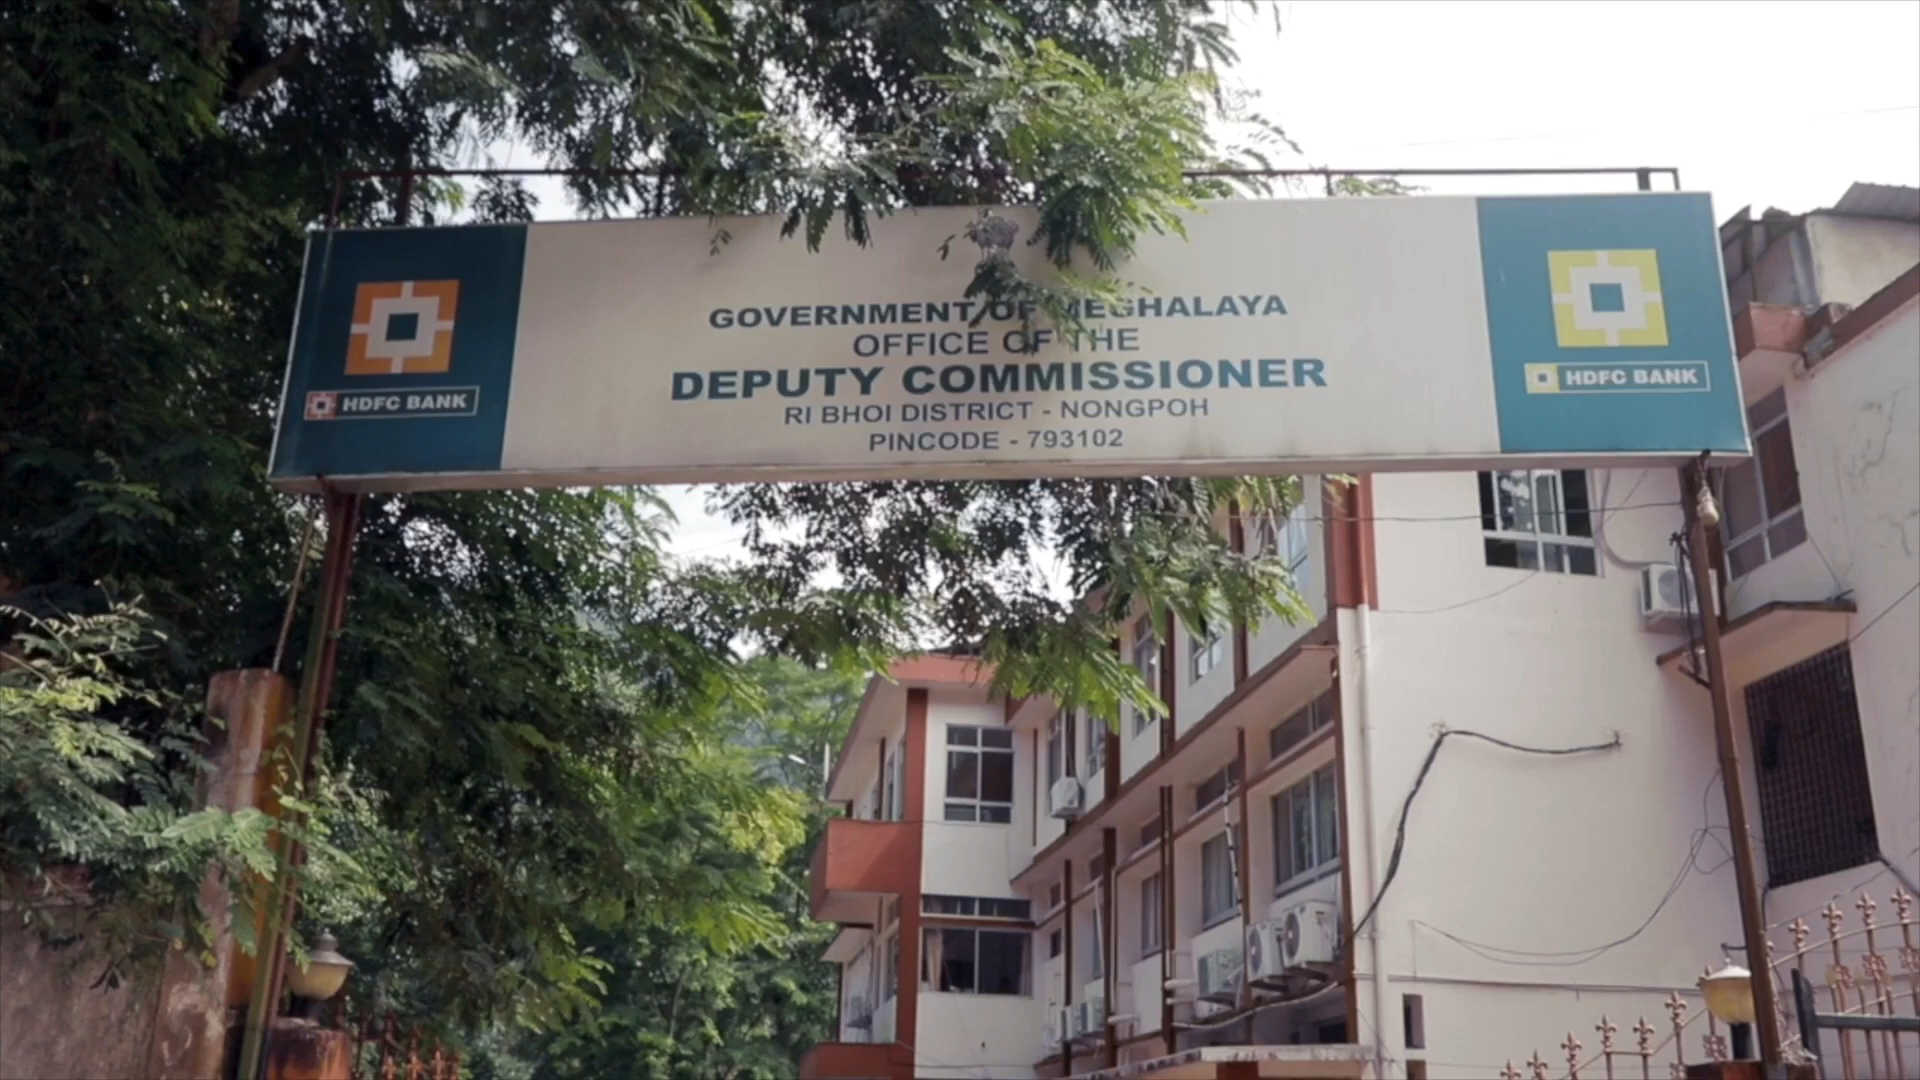 HDFC BANK
GOVERNMENT OF MEGHALAYA
OFFICE OF THE
DEPUTY COMMISSIONER
RI BHOI DISTRICT - NONGPOH
PINCODE - 793102
HDFC BANK